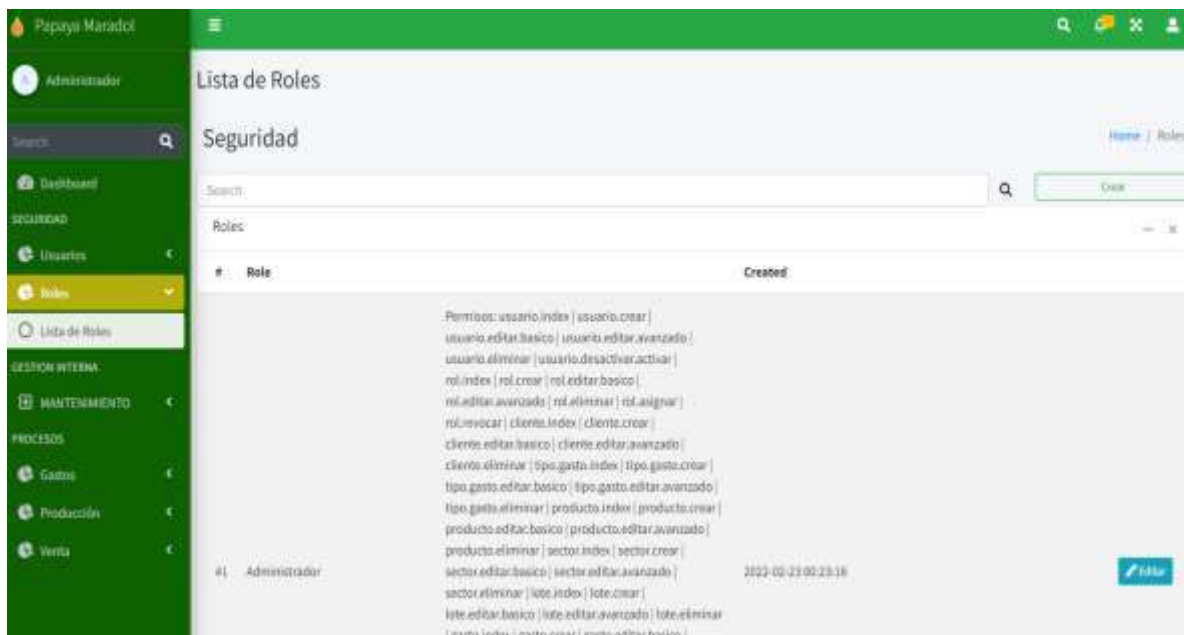 Papaya Maradol
Administrador
Lista de Roles
Search
Seguridad
Home / Roles
Dashboard
Search
Crear
SEGURIDAD
Roles
Usuarios
# Role Created
Roles
Lista de Roles
GESTION INTERNA
MANTENIMIENTO
PROCESOS
Gastos
Producción
Venta
Permisos: usuario.index | usuario.crear |
usuario.editar.basico | usuario.editar.avanzado |
usuario.eliminar | usuario.desactivar.activar |
rol.index | rol.crear | rol.editar.basico |
rol.editar.avanzado | rol.eliminar | rol.asignar |
rol.revocar | cliente.index | cliente.crear |
cliente.editar.basico | cliente.editar.avanzado |
cliente.eliminar | tipo.gasto.index | tipo.gasto.crear |
tipo.gasto.editar.basico | tipo.gasto.editar.avanzado |
tipo.gasto.eliminar | producto.index | producto.crear |
producto.editar.basico | producto.editar.avanzado |
producto.eliminar | sector.index | sector.crear |
#1 Administrador sector.editar.basico | sector.editar.avanzado | 2022-02-23 00:23:16 Editar
sector.eliminar | lote.index | lote.crear |
lote.editar.basico | lote.editar.avanzado | lote.eliminar
| gasto.index | gasto.crear | gasto.editar.basico |